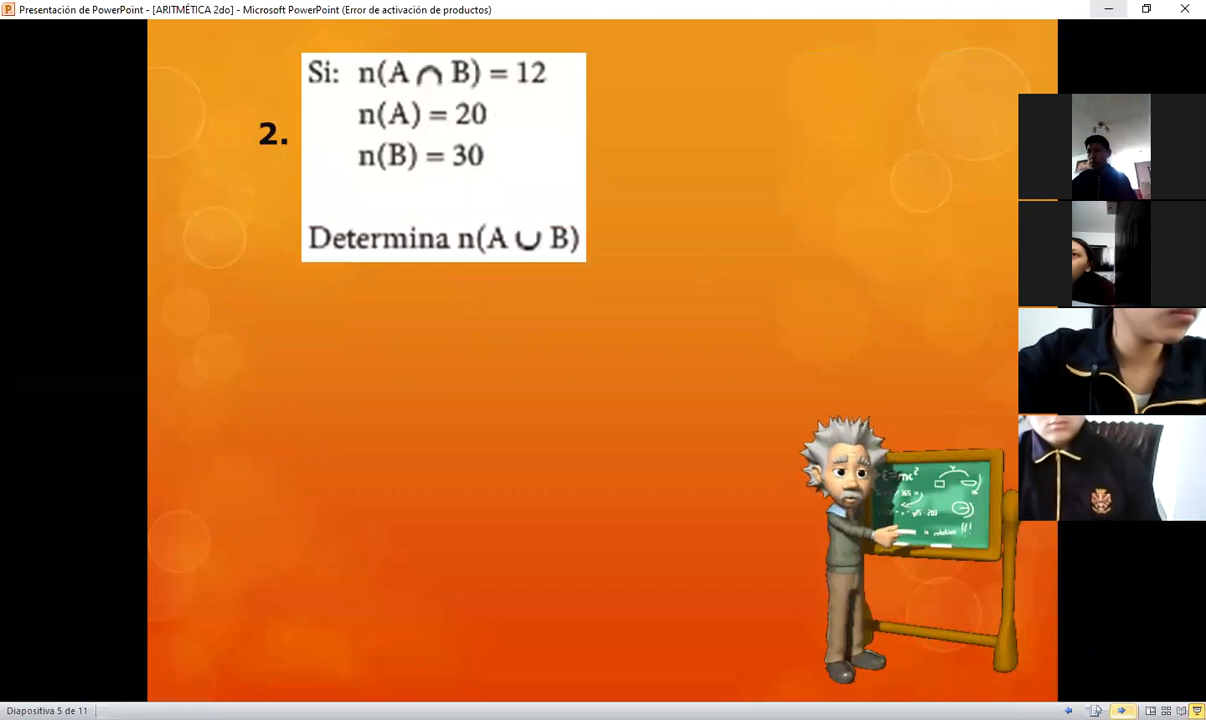 Presentación de PowerPoint - [ARITMÉTICA 2do] - Microsoft PowerPoint (Error de activación de productos)
2.
Si: n(A ∩ B) = 12
n(A) = 20
n(B) = 30
Determina n(A ∪ B)
Diapositiva 5 de 11